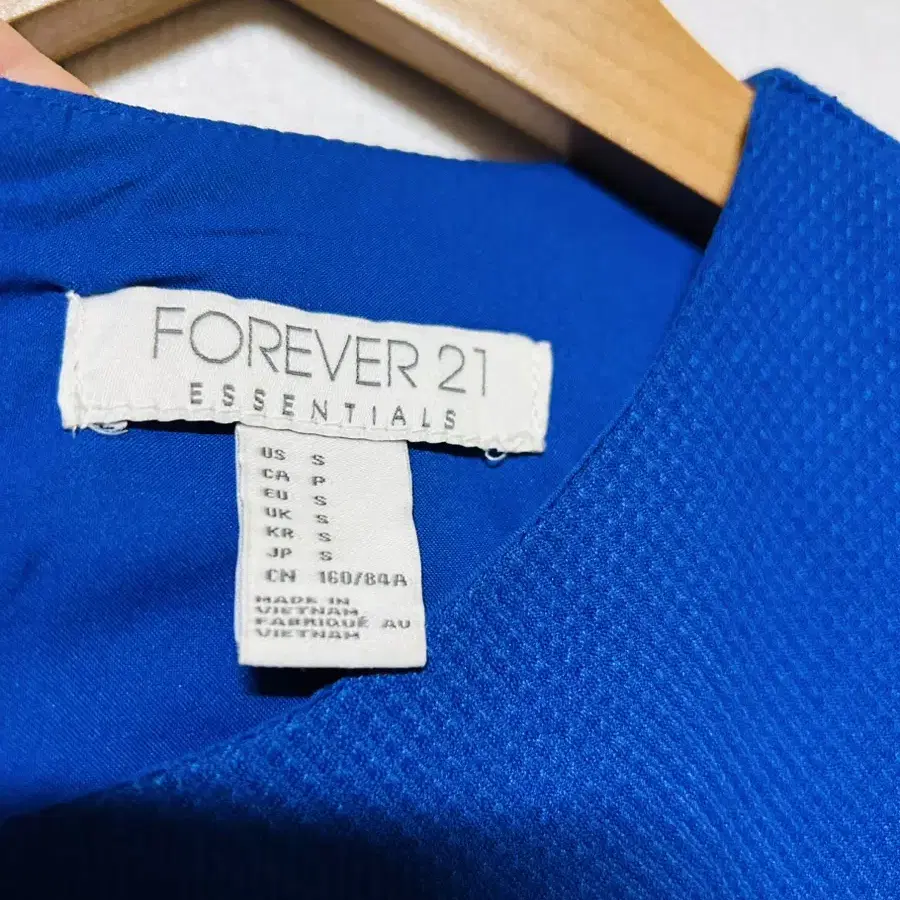 FOREVER 21
ESSENTIALS
US S
CA P
EU S
UK S
KR S
JP S
CN 160/84A
MADE IN
VIETNAM
FABRIQUÉ AU
VIETNAM